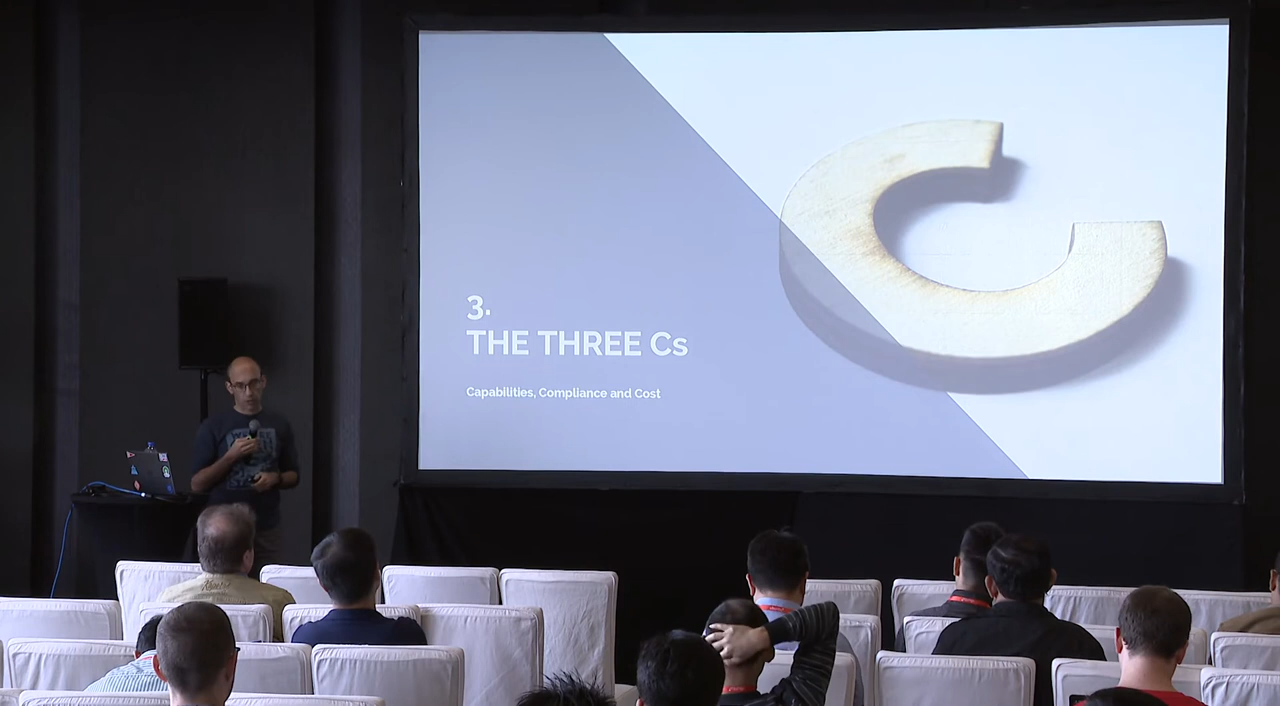 3.
THE THREE Cs
Capabilities, Compliance and Cost